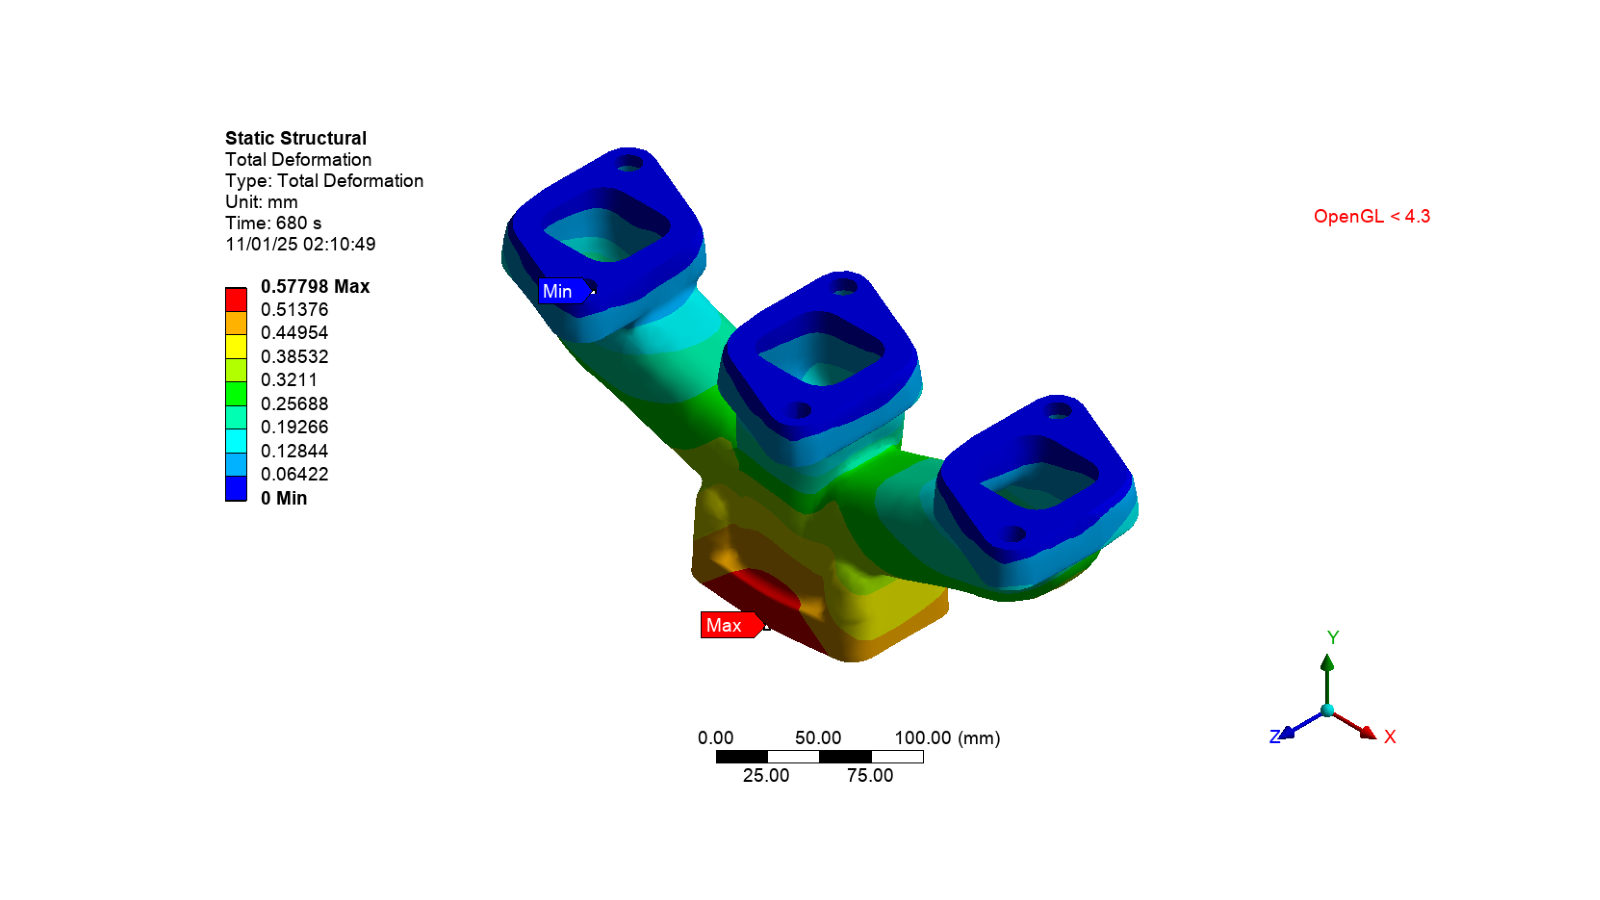 Static Structural
Total Deformation
Type: Total Deformation
Unit: mm
Time: 680 s
11/01/25 02:10:49
OpenGL < 4.3
0.57798 Max
0.51376
0.44954
0.38532
0.3211
0.25688
0.19266
0.12844
0.06422
0 Min
Min
Max
0.00 50.00 100.00 (mm)
25.00 75.00
Y
Z X